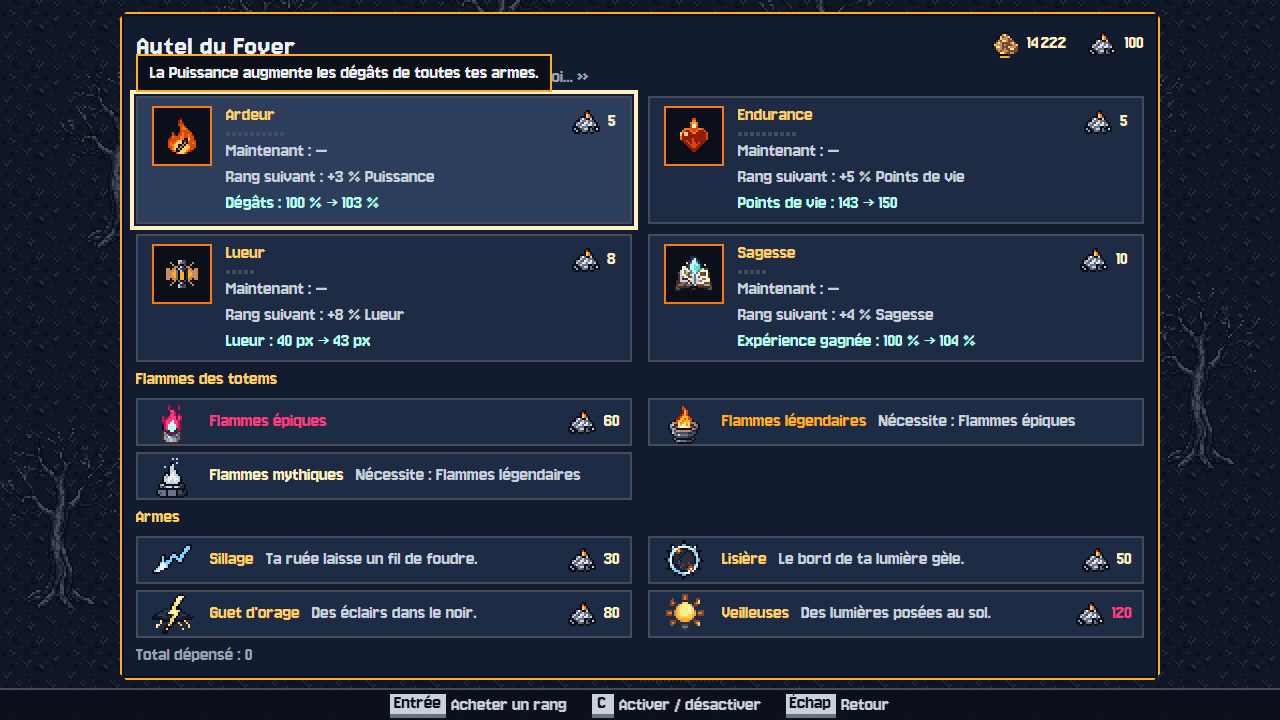 Autel du Foyer
14222
100
La Puissance augmente les dégâts de toutes tes armes.
oi... >>
Ardeur
5
Maintenant : —
Rang suivant : +3 % Puissance
Dégâts : 100 % → 103 %
Endurance
5
Maintenant : —
Rang suivant : +5 % Points de vie
Points de vie : 143 → 150
Lueur
8
Maintenant : —
Rang suivant : +8 % Lueur
Lueur : 40 px → 43 px
Sagesse
10
Maintenant : —
Rang suivant : +4 % Sagesse
Expérience gagnée : 100 % → 104 %
Flammes des totems
Flammes épiques 60
Flammes légendaires Nécessite : Flammes épiques
Flammes mythiques Nécessite : Flammes légendaires
Armes
Sillage Ta ruée laisse un fil de foudre. 30
Lisière Le bord de ta lumière gèle. 50
Guet d'orage Des éclairs dans le noir. 80
Veilleuses Des lumières posées au sol. 120
Total dépensé : 0
Entrée Acheter un rang C Activer / désactiver Échap Retour